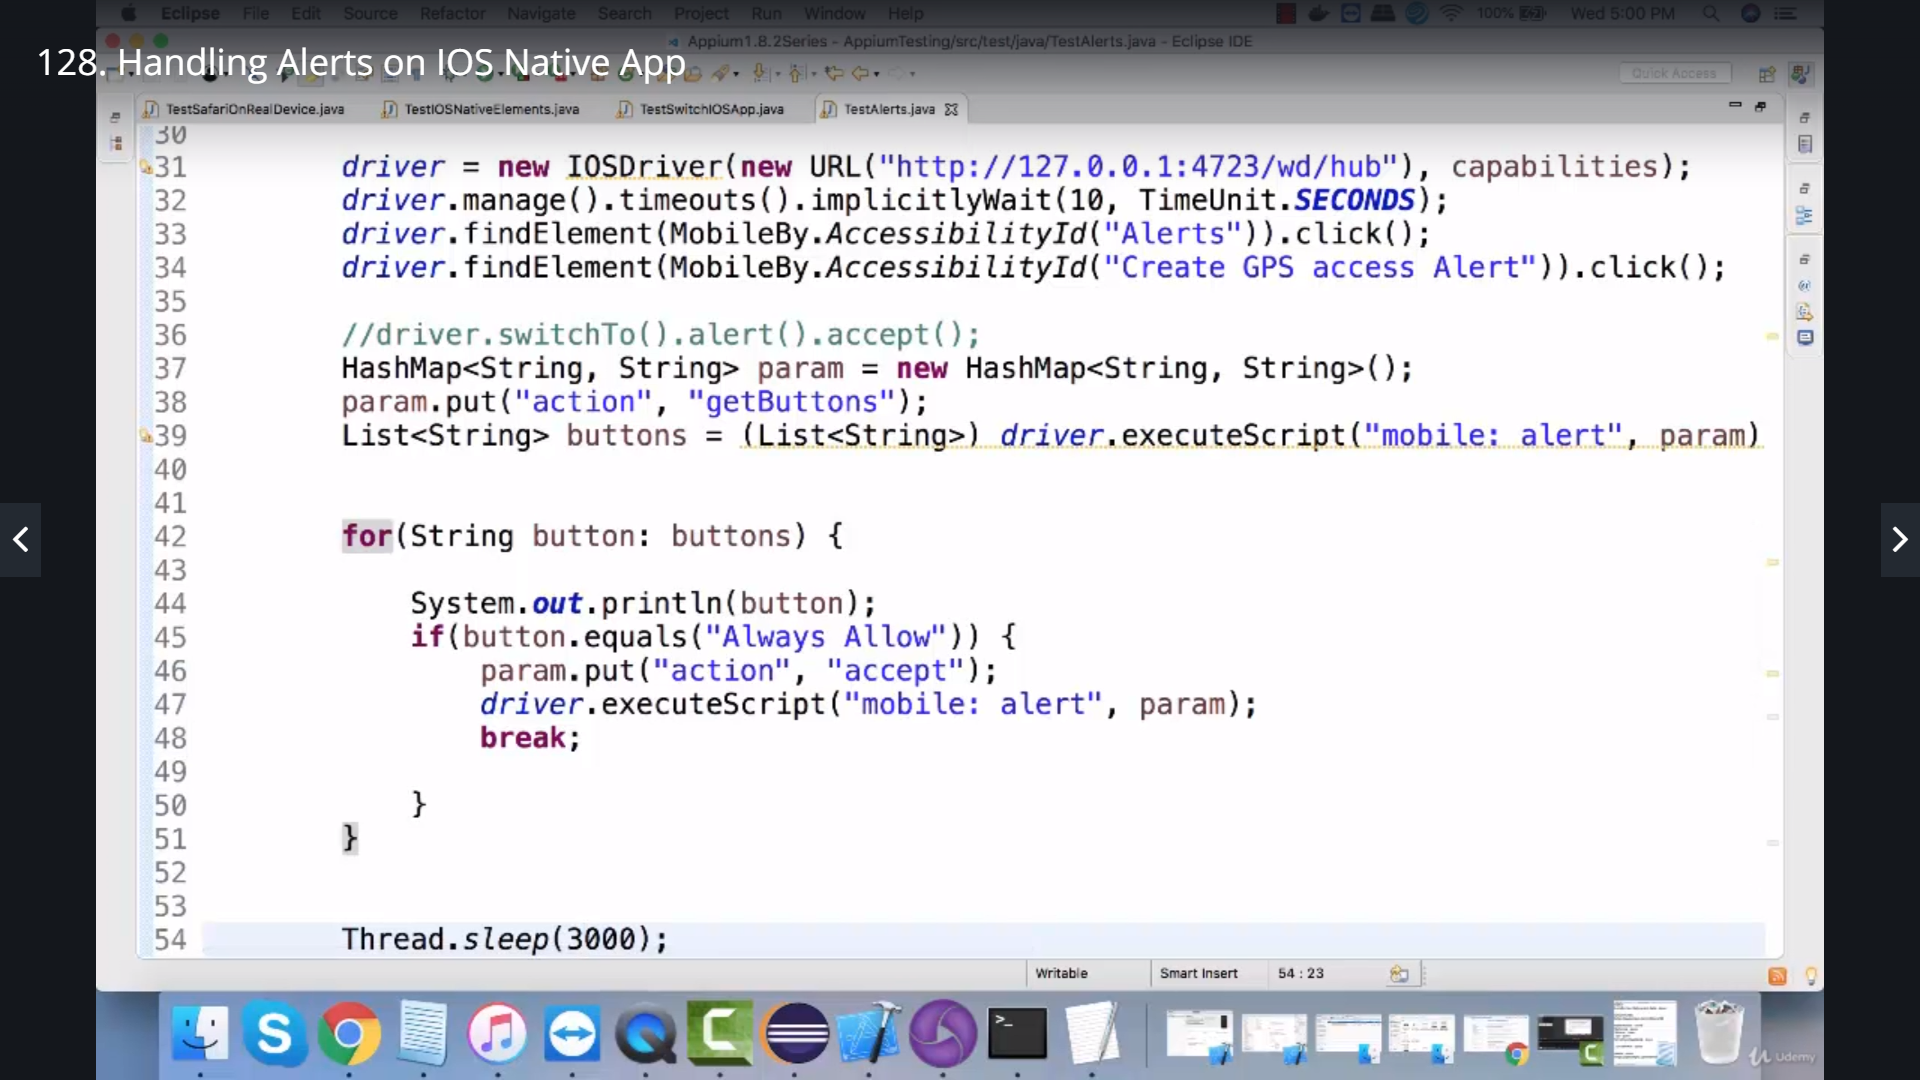 Eclipse File Edit Source Refactor Navigate Search Project Run Window Help 100% Wed 5:00 PM
Appium1.8.2Series - AppiumTesting/src/test/java/TestAlerts.java - Eclipse IDE
128. Handling Alerts on IOS Native App
Quick Access
TestSafariOnRealDevice.java TestIOSNativeElements.java TestSwitchIOSApp.java TestAlerts.java
30
31 driver = new IOSDriver(new URL("http://127.0.0.1:4723/wd/hub"), capabilities);
32 driver.manage().timeouts().implicitlyWait(10, TimeUnit.SECONDS);
33 driver.findElement(MobileBy.AccessibilityId("Alerts")).click();
34 driver.findElement(MobileBy.AccessibilityId("Create GPS access Alert")).click();
35
36 //driver.switchTo().alert().accept();
37 HashMap<String, String> param = new HashMap<String, String>();
38 param.put("action", "getButtons");
39 List<String> buttons = (List<String>) driver.executeScript("mobile: alert", param)
40
41
42 for(String button: buttons) {
43
44 System.out.println(button);
45 if(button.equals("Always Allow")) {
46 param.put("action", "accept");
47 driver.executeScript("mobile: alert", param);
48 break;
49
50 }
51 }
52
53
54 Thread.sleep(3000);
Writable Smart Insert 54 : 23
Udemy